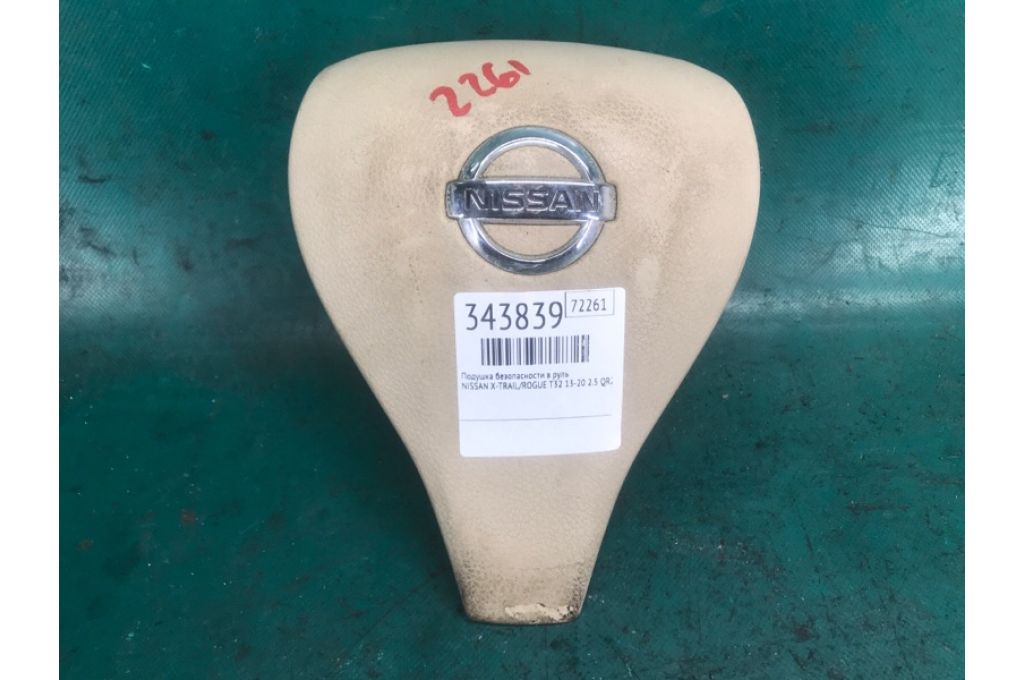 2261
NISSAN
343839
72261
Подушка безопасности в руль
NISSAN X-TRAIL/ROGUE T32 13-20 2.5 QR